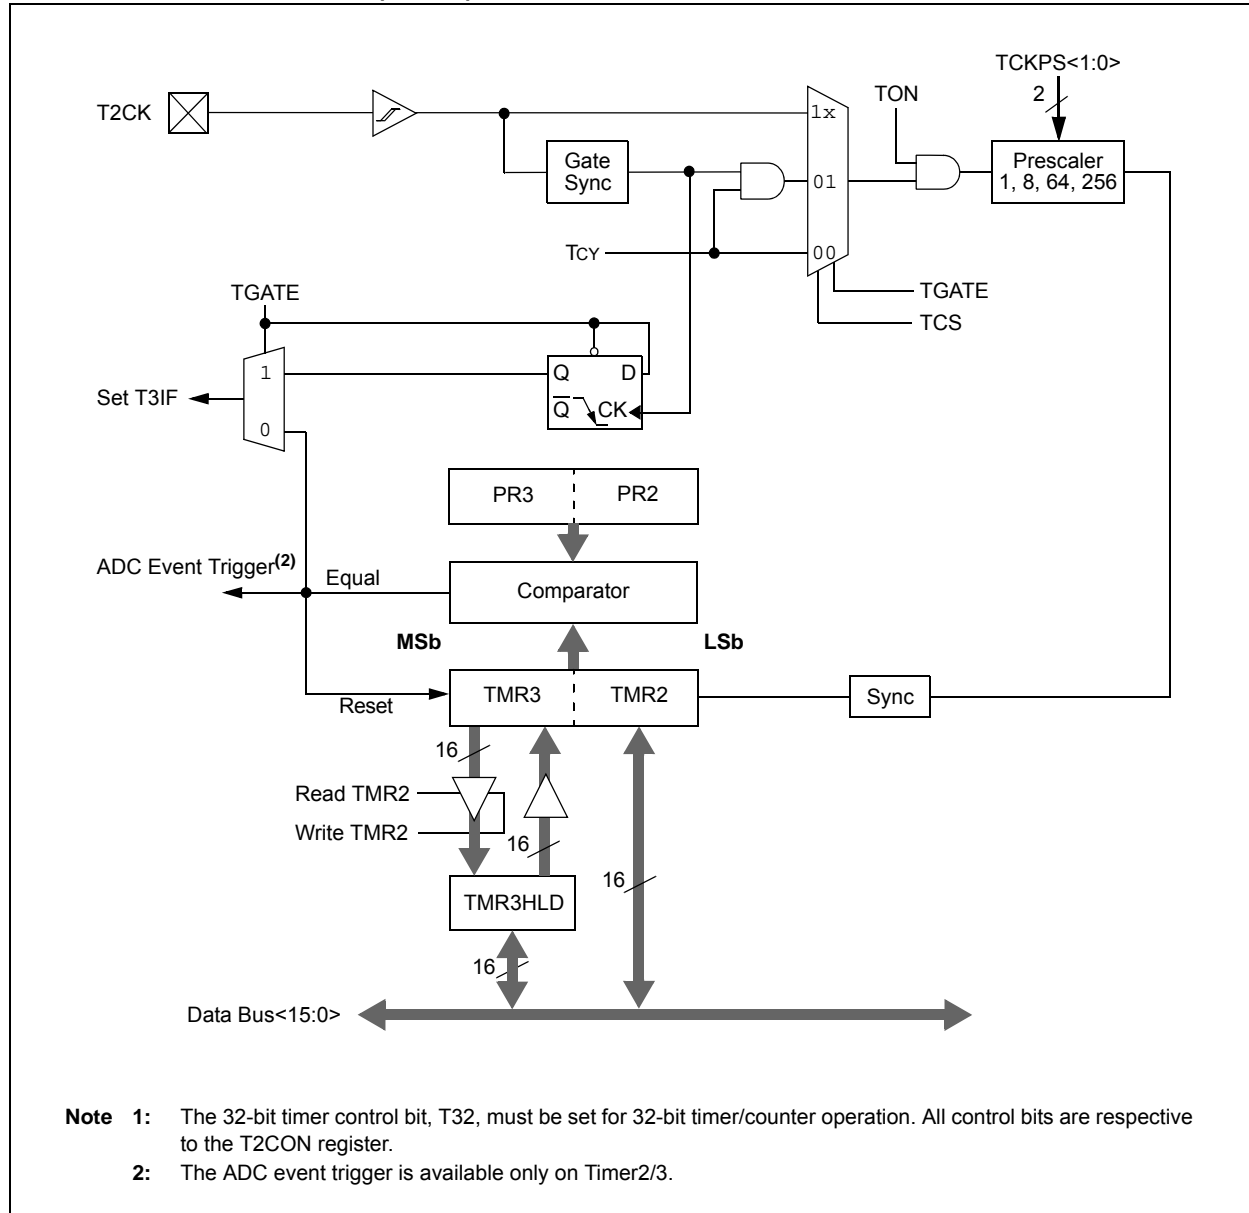 TCKPS<1:0>
2
TON
T2CK
1x
Gate
Sync
Prescaler
1, 8, 64, 256
01
TCY
00
TGATE
TGATE
TCS
1
Q
D
Set T3IF
Q
CK
0
PR3
PR2
ADC Event Trigger(2)
Equal
Comparator
MSb
LSb
TMR3
TMR2
Sync
Reset
16
Read TMR2
Write TMR2
16
16
TMR3HLD
16
Data Bus<15:0>
Note 1: The 32-bit timer control bit, T32, must be set for 32-bit timer/counter operation. All control bits are respective
to the T2CON register.
2: The ADC event trigger is available only on Timer2/3.